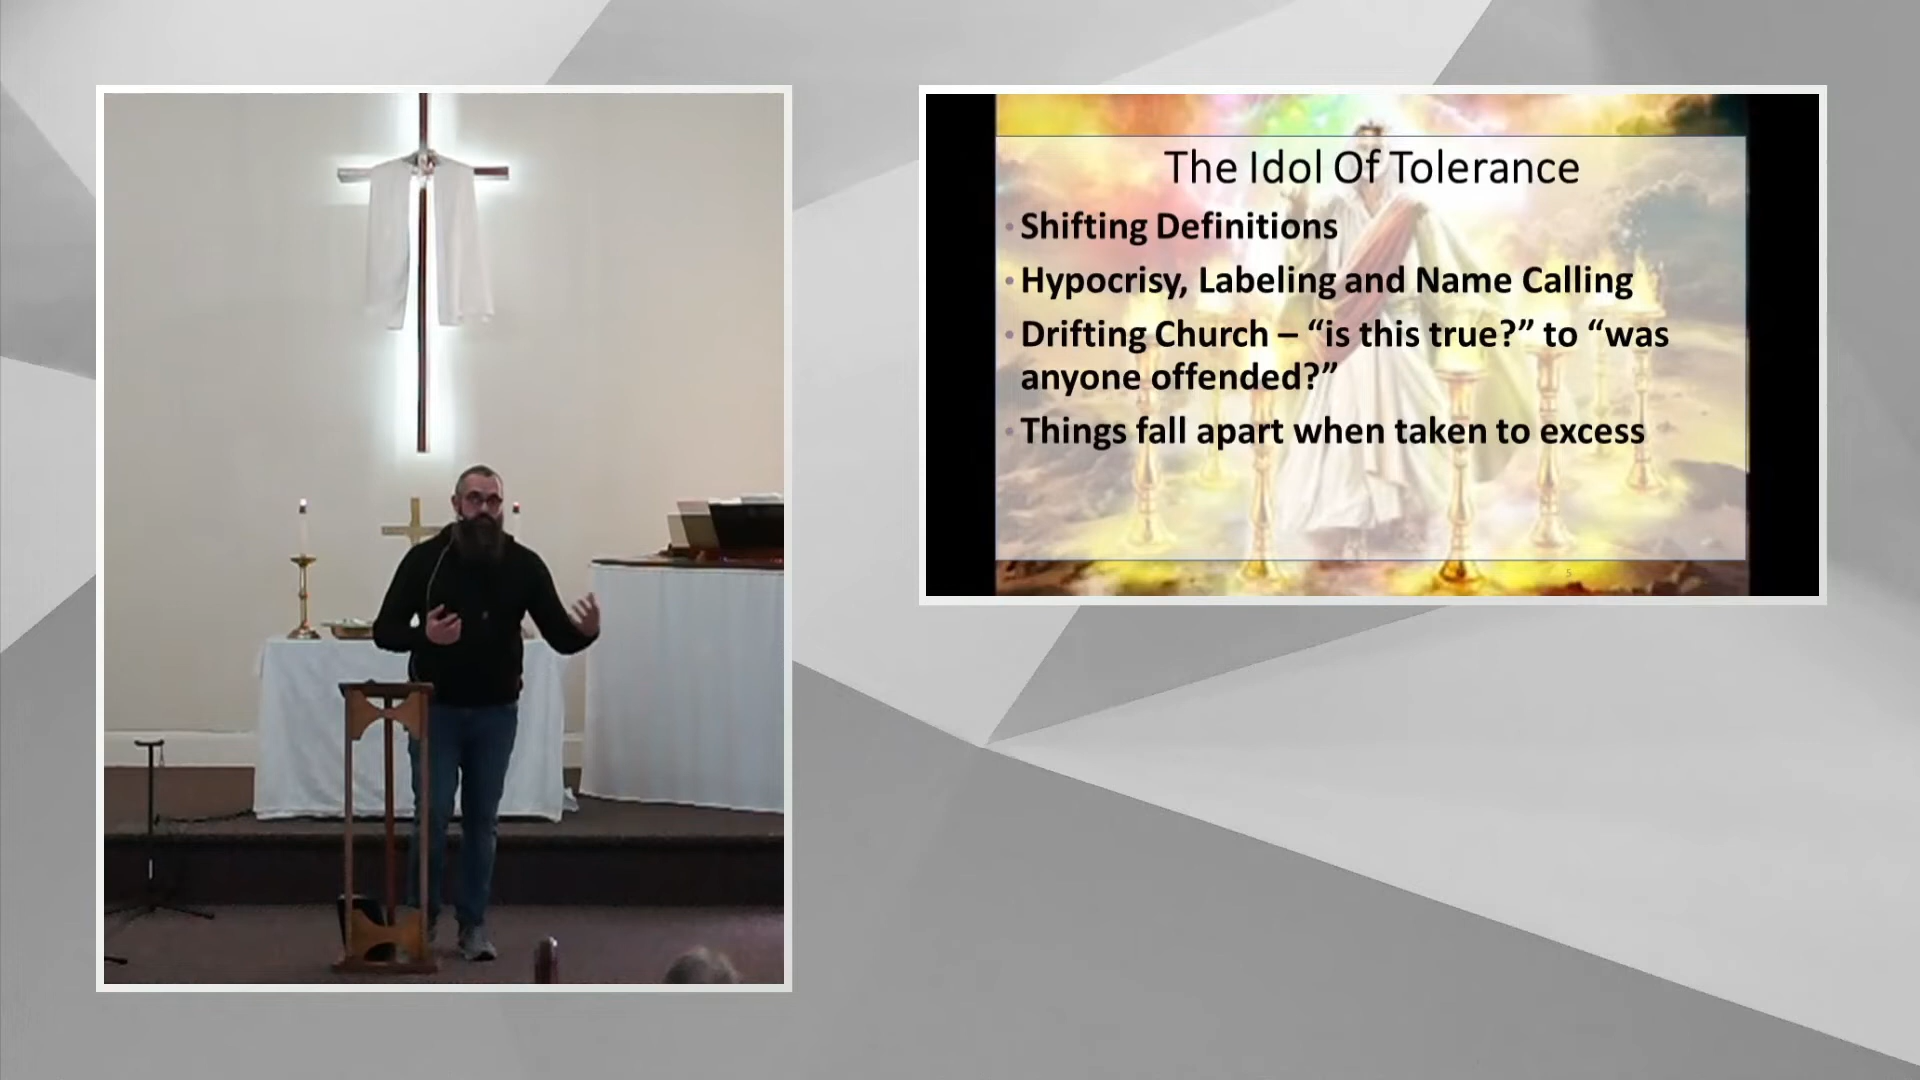 The Idol Of Tolerance
• Shifting Definitions
• Hypocrisy, Labeling and Name Calling
• Drifting Church – “is this true?” to “was
anyone offended?”
• Things fall apart when taken to excess
5